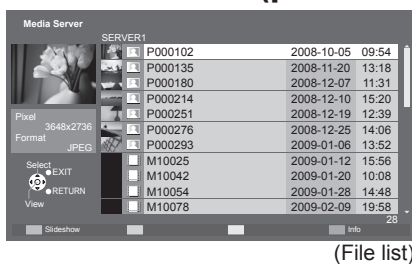 Media Server
SERVER1
P000102 2008-10-05 09:54
P000135 2008-11-20 13:18
P000180 2008-12-07 11:31
P000214 2008-12-10 15:20
P000251 2008-12-19 12:39
P000276 2008-12-25 14:06
P000293 2009-01-06 13:52
M10025 2009-01-12 15:56
M10042 2009-01-20 10:08
M10054 2009-01-28 14:48
M10078 2009-02-09 19:58
28
Pixel
3648x2736
Format
JPEG
Select
EXIT
RETURN
View
Slideshow
Info
(File list)